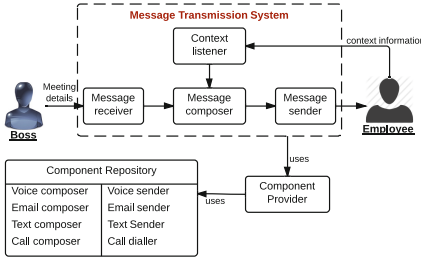 Message Transmission System
Context
listener
context information
Meeting
details
Message
receiver
Message
composer
Message
sender
Boss
Employee
uses
Component Repository
Voice composer
Email composer
Text composer
Call composer
Voice sender
Email sender
Text Sender
Call dialler
uses
Component
Provider